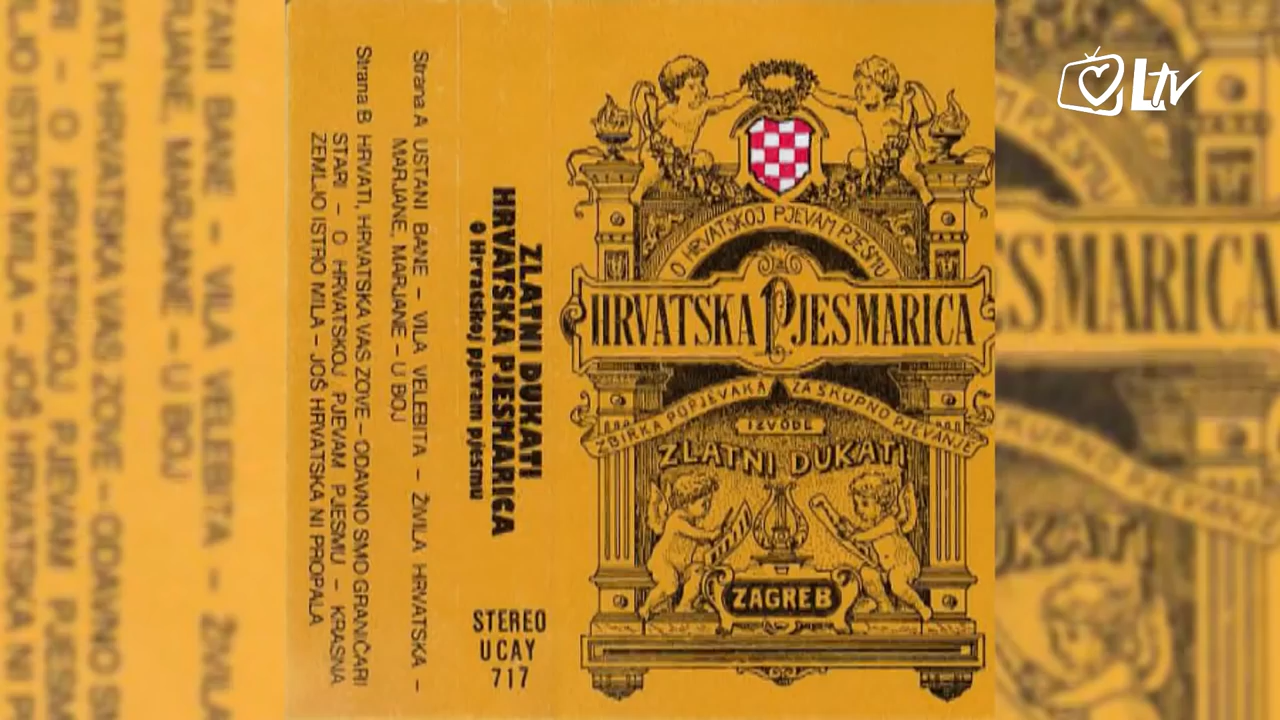 Strana A USTANI BANE – VILA VELEBITA – ŽIVILA HRVATSKA –
MARJANE, MARJANE – U BOJ
Strana B HRVATI, HRVATSKA VAS ZOVE – ODAVNO SMO GRANIČARI
STARI – O HRVATSKOJ PJEVAM PJESMU – KRASNA
ZEMLJO ISTRO MILA – JOŠ HRVATSKA NI PROPALA
ZLATNI DUKATI
HRVATSKA PJESMARICA
O Hrvatskoj pjevam pjesmu
STEREO
UCAY
717
O HRVATSKOJ PJEVAM PJESMU
HRVATSKA PJESMARICA
ZBIRKA POPJEVAKA ZA SKUPNO PJEVANJE
IZVODE
ZLATNI DUKATI
ZAGREB
LTV